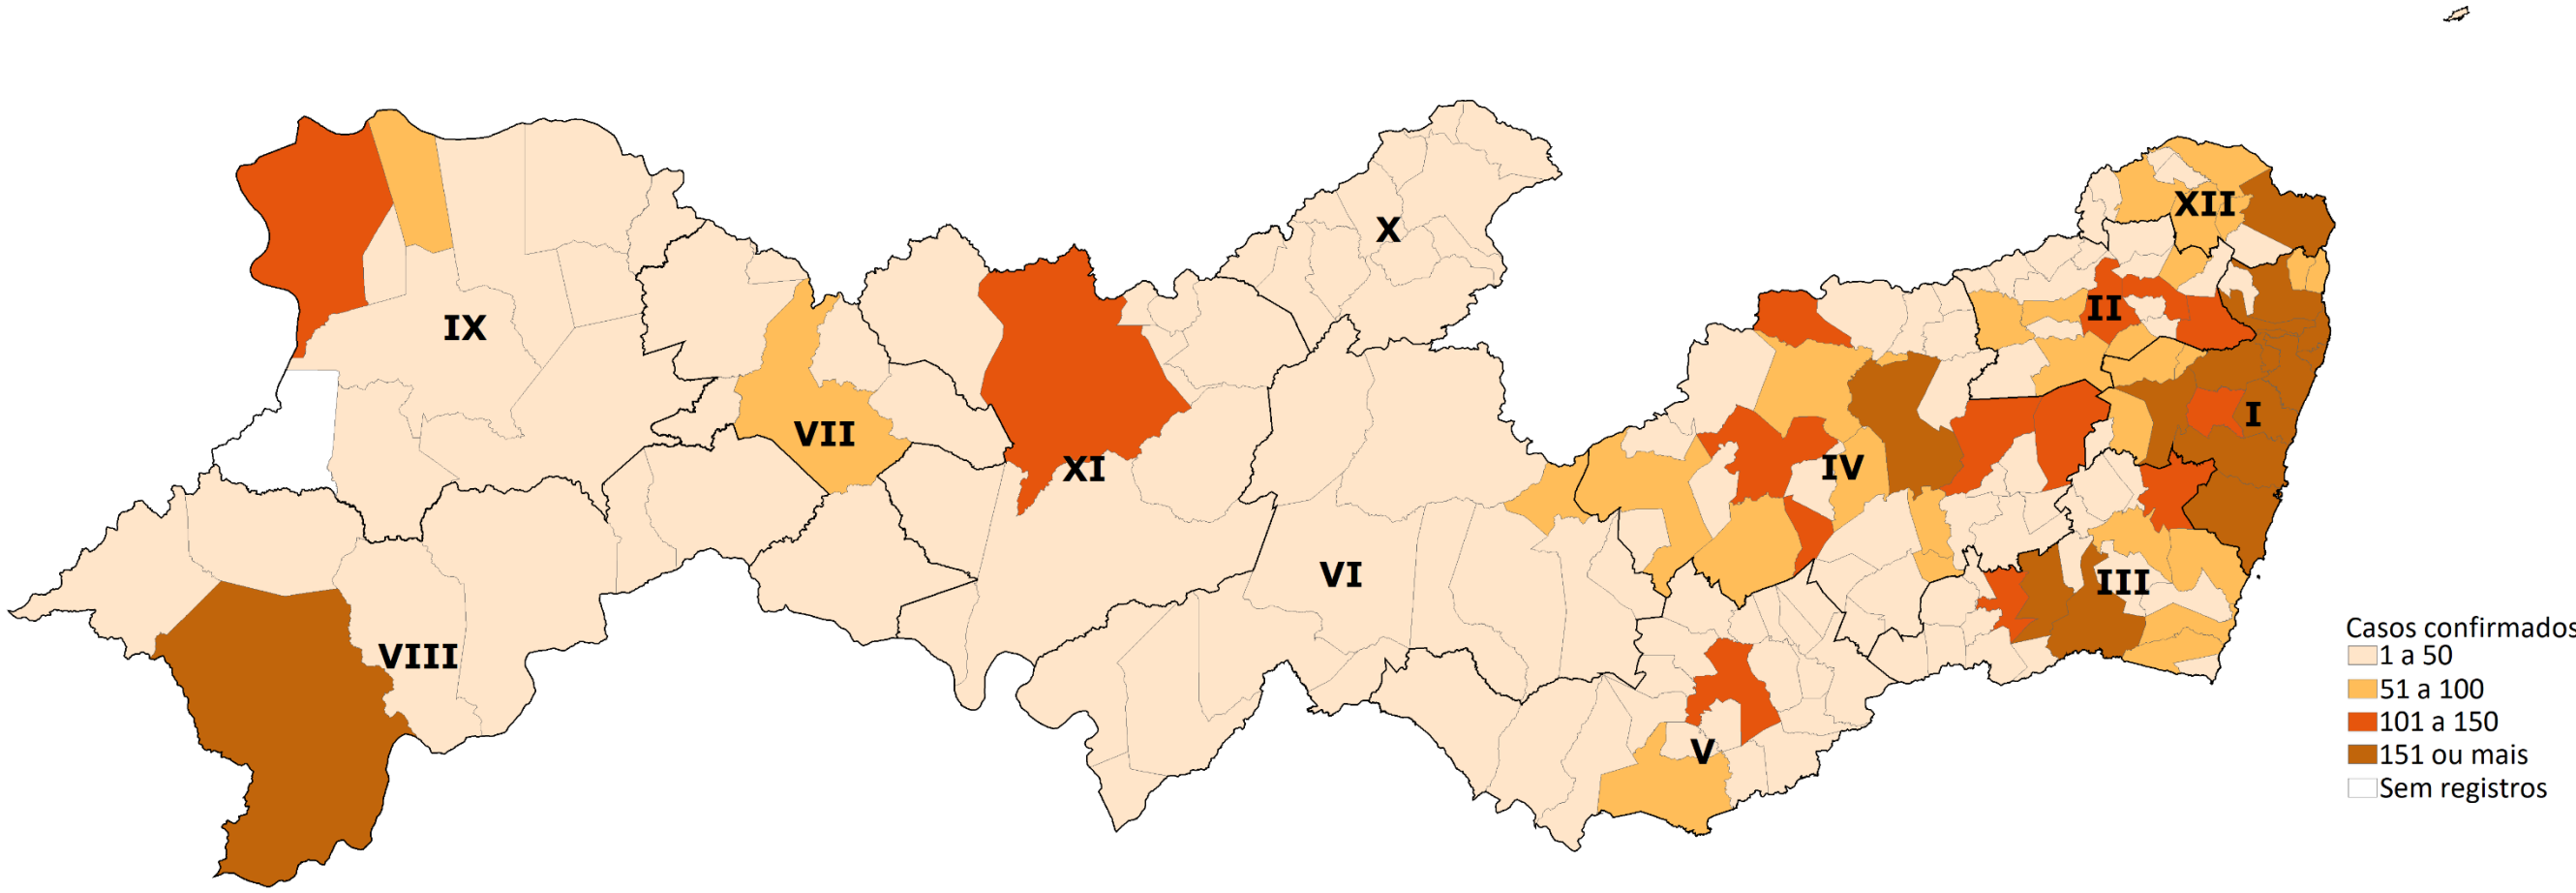 XII
X
II
IX
I
VII
IV
XI
VI
III
VIII
V
Casos confirmados
1 a 50
51 a 100
101 a 150
151 ou mais
Sem registros